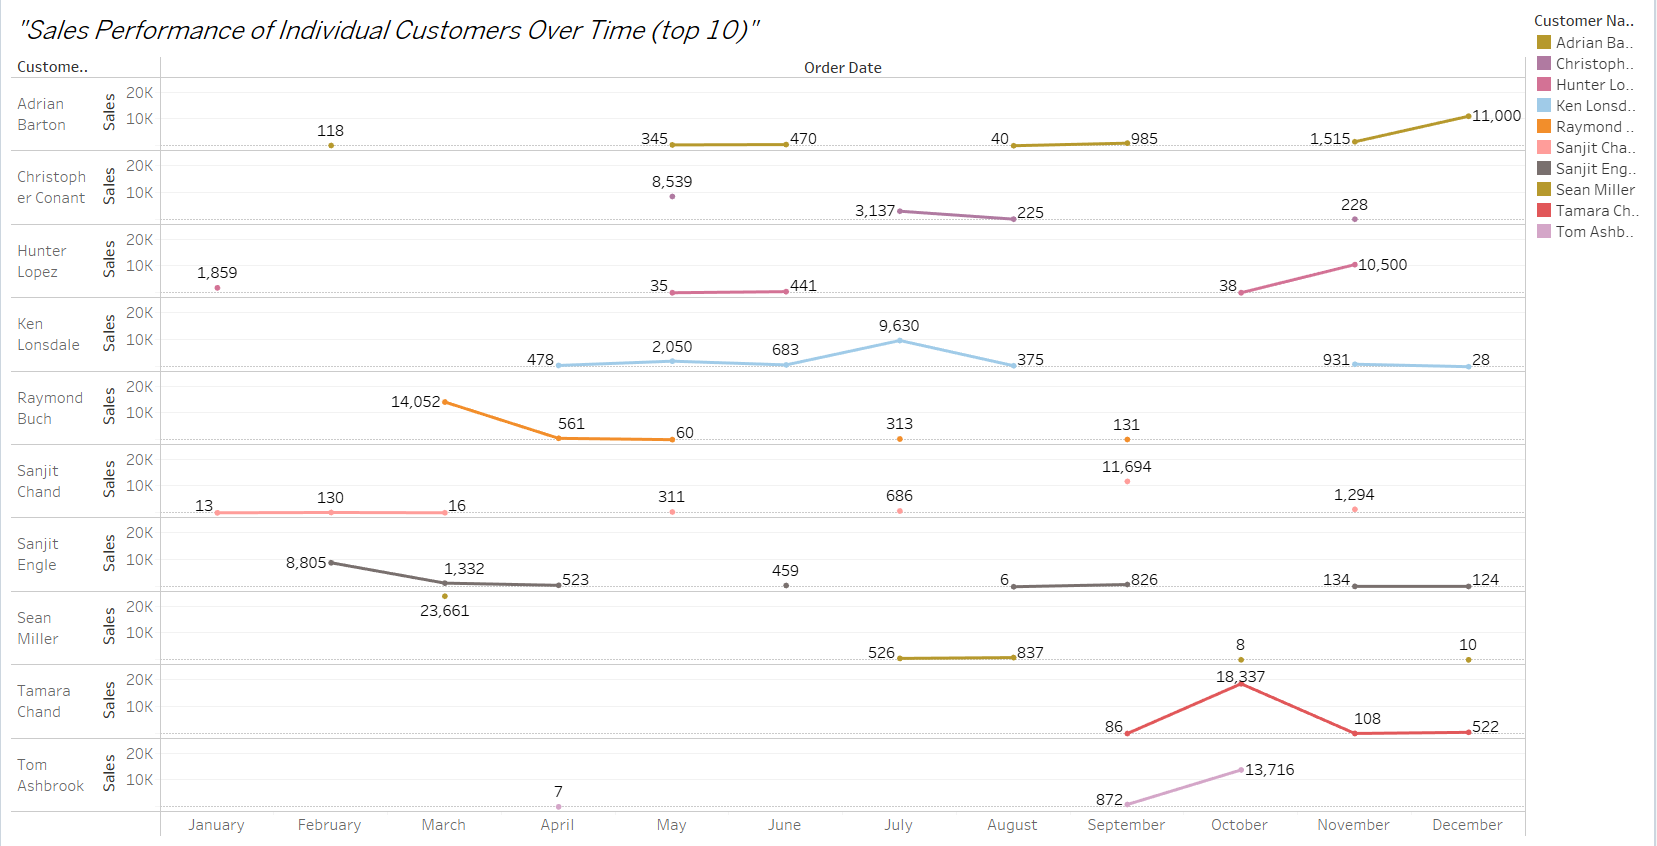 "Sales Performance of Individual Customers Over Time (top 10)"
Custome..
Order Date
Adrian
Barton
Sales
20K
10K
118
345
470
40
985
1,515
11,000
Christoph
er Conant
Sales
20K
10K
8,539
3,137
225
228
Hunter
Lopez
Sales
20K
10K
1,859
35
441
38
10,500
Ken
Lonsdale
Sales
20K
10K
478
2,050
683
9,630
375
931
28
Raymond
Buch
Sales
20K
10K
14,052
561
60
313
131
Sanjit
Chand
Sales
20K
10K
13
130
16
311
686
11,694
1,294
Sanjit
Engle
Sales
20K
10K
8,805
1,332
523
459
6
826
134
124
Sean
Miller
Sales
20K
10K
23,661
526
837
8
10
Tamara
Chand
Sales
20K
10K
86
18,337
108
522
Tom
Ashbrook
Sales
20K
10K
7
872
13,716
January February March April May June July August September October November December
Customer Na..
Adrian Ba..
Christoph..
Hunter Lo..
Ken Lonsd..
Raymond ..
Sanjit Cha..
Sanjit Eng..
Sean Miller
Tamara Ch..
Tom Ashb..